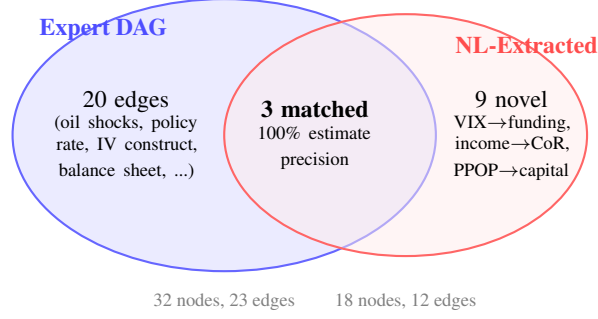 Expert DAG
NL-Extracted
20 edges
(oil shocks, policy
rate, IV construct,
balance sheet, ...)
3 matched
100% estimate
precision
9 novel
VIX→funding,
income→CoR,
PPOP→capital
32 nodes, 23 edges
18 nodes, 12 edges